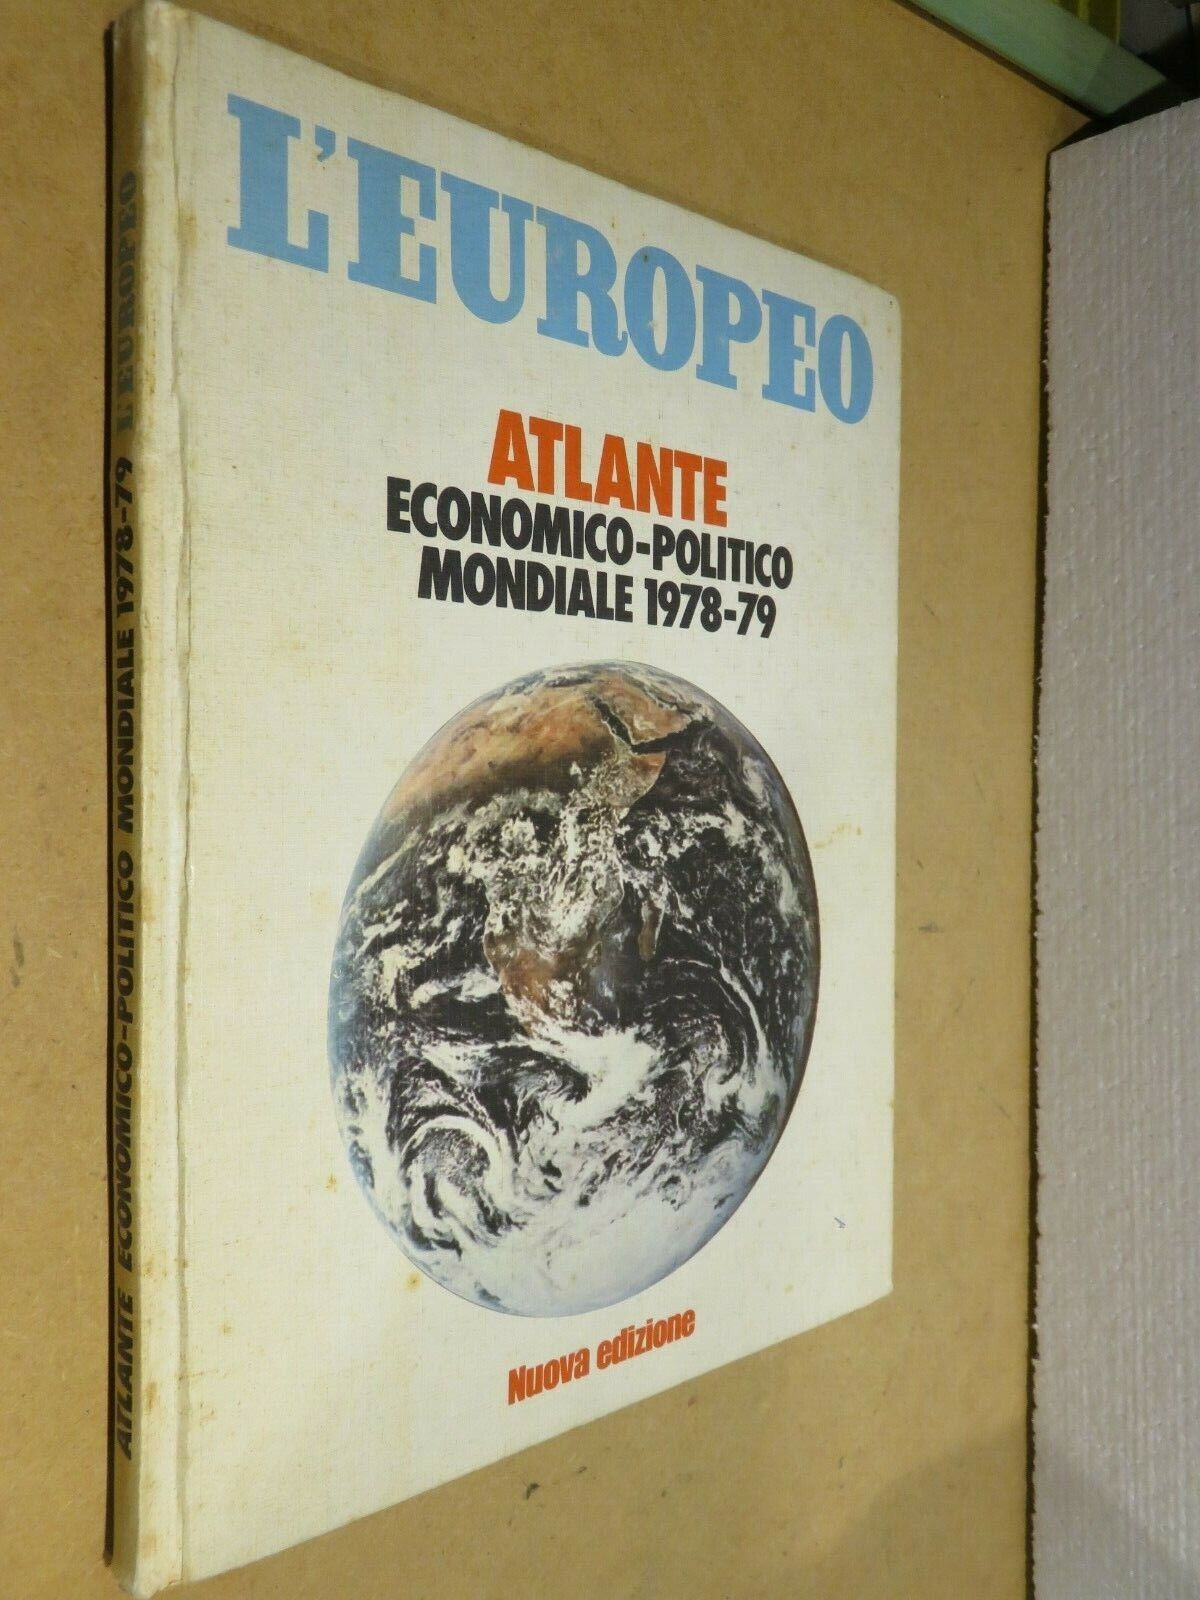 L'EUROPEO
ATLANTE
ECONOMICO-POLITICO
MONDIALE 1978-79
Nuova edizione
ATLANTE ECONOMICO-POLITICO MONDIALE 1978-79 L'EUROPEO